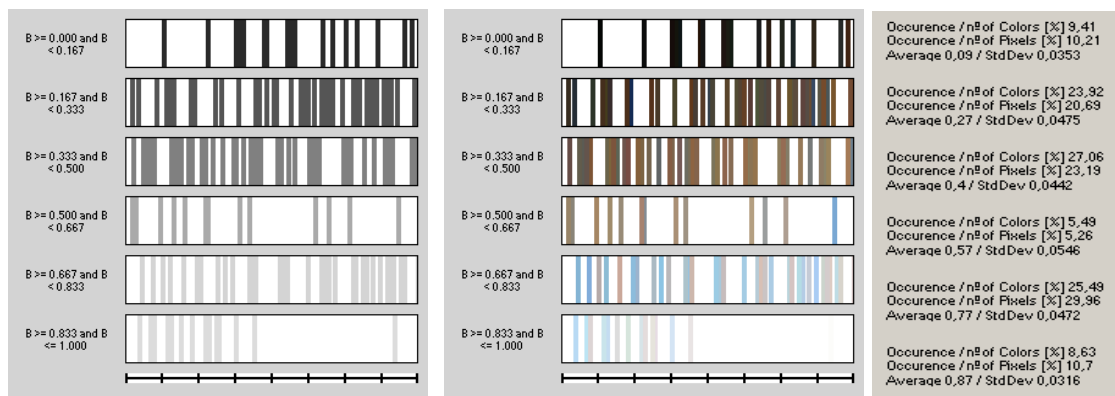 B >= 0.000 and B
< 0.167
B >= 0.167 and B
< 0.333
B >= 0.333 and B
< 0.500
B >= 0.500 and B
< 0.667
B >= 0.667 and B
< 0.833
B >= 0.833 and B
<= 1.000
B >= 0.000 and B
< 0.167
B >= 0.167 and B
< 0.333
B >= 0.333 and B
< 0.500
B >= 0.500 and B
< 0.667
B >= 0.667 and B
< 0.833
B >= 0.833 and B
<= 1.000
Occurence / nº of Colors [%] 9,41
Occurence / nº of Pixels [%] 10,21
Average 0,09 / StdDev 0,0353
Occurence / nº of Colors [%] 23,92
Occurence / nº of Pixels [%] 20,69
Average 0,27 / StdDev 0,0475
Occurence / nº of Colors [%] 27,06
Occurence / nº of Pixels [%] 23,19
Average 0,4 / StdDev 0,0442
Occurence / nº of Colors [%] 5,49
Occurence / nº of Pixels [%] 5,26
Average 0,57 / StdDev 0,0546
Occurence / nº of Colors [%] 25,49
Occurence / nº of Pixels [%] 29,96
Average 0,77 / StdDev 0,0472
Occurence / nº of Colors [%] 8,63
Occurence / nº of Pixels [%] 10,7
Average 0,87 / StdDev 0,0316